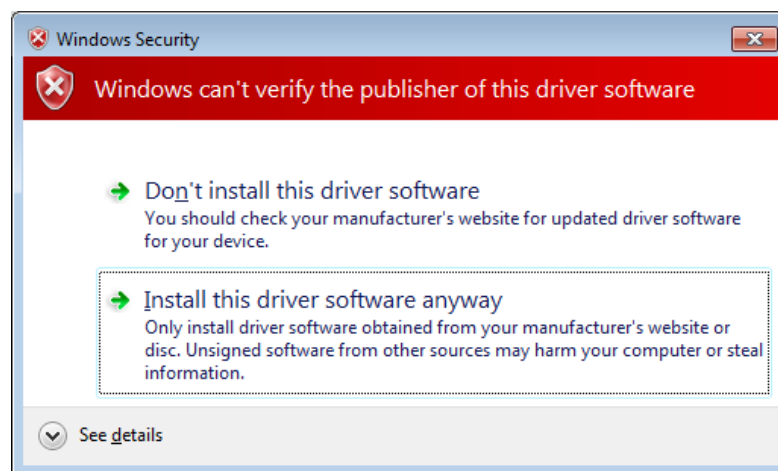 Windows Security
Windows can't verify the publisher of this driver software
Don't install this driver software
You should check your manufacturer's website for updated driver software
for your device.
Install this driver software anyway
Only install driver software obtained from your manufacturer's website or
disc. Unsigned software from other sources may harm your computer or steal
information.
See details